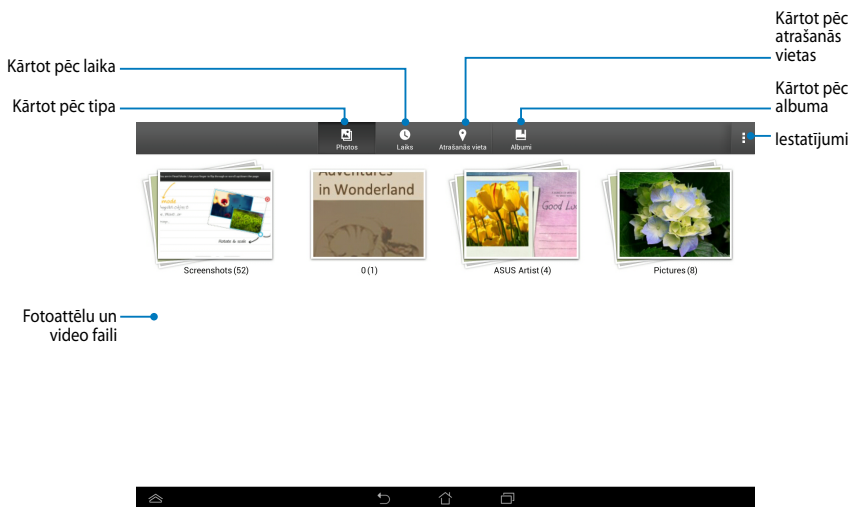 Kārtot pēc
atrašanās
vietas
Kārtot pēc laika
Kārtot pēc
albuma
Kārtot pēc tipa
Iestatījumi
Photos
Laiks
Atrašanās vieta
Albumi
mode
Adventures
in Wonderland
Good
Screenshots (52)
0 (1)
ASUS Artist (4)
Pictures (8)
Fotoattēlu un
video faili